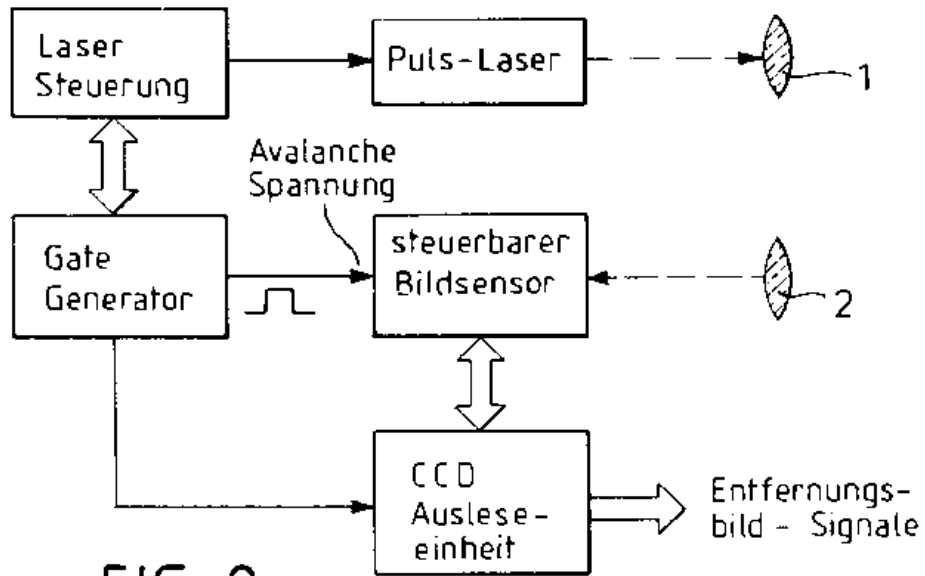 Laser
Steuerung
Puls-Laser
1
Avalanche
Spannung
Gate
Generator
steuerbarer
Bildsensor
2
CCD
Auslese-
einheit
Entfernungs-
bild - Signale